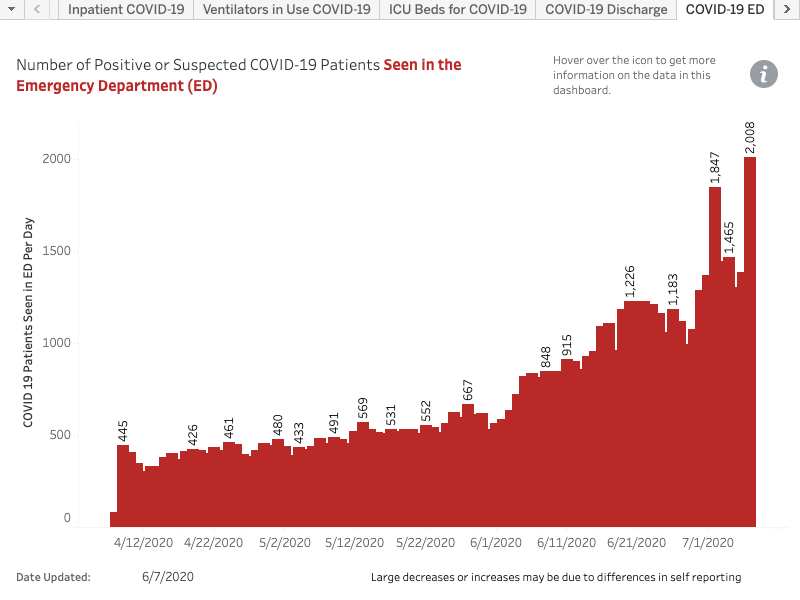 Inpatient COVID-19 Ventilators in Use COVID-19 ICU Beds for COVID-19 COVID-19 Discharge COVID-19 ED
Number of Positive or Suspected COVID-19 Patients Seen in the
Emergency Department (ED)
Hover over the icon to get more
information on the data in this
dashboard.
i
COVID 19 Patients Seen in ED Per Day
2000
1500
1000
500
0
445
426
461
480
433
491
569
531
552
667
848
915
1,226
1,183
1,847
1,465
2,008
4/12/2020 4/22/2020 5/2/2020 5/12/2020 5/22/2020 6/1/2020 6/11/2020 6/21/2020 7/1/2020
Date Updated: 6/7/2020 Large decreases or increases may be due to differences in self reporting